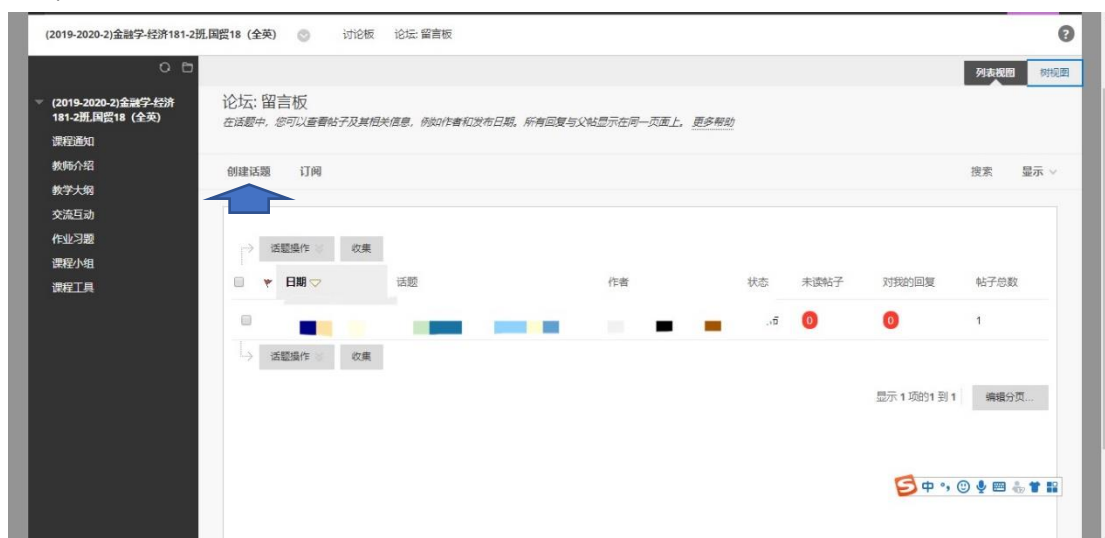 (2019-2020-2)金融学-经济181-2班,国贸18 (全英) 讨论板 论坛: 留言板
列表视图 树视图
(2019-2020-2)金融学-经济
181-2班,国贸18 (全英)
课程通知
教师介绍
教学大纲
交流互动
作业习题
课程小组
课程工具
论坛: 留言板
在话题中，您可以查看帖子及其相关信息，例如作者和发布日期。所有回复与父帖显示在同一页面上。 更多帮助
创建话题 订阅 搜索 显示
话题操作 收集
日期 话题 作者 状态 未读帖子 对我的回复 帖子总数
0 0 1
话题操作 收集
显示 1 项的1 到 1 编辑分页...
中